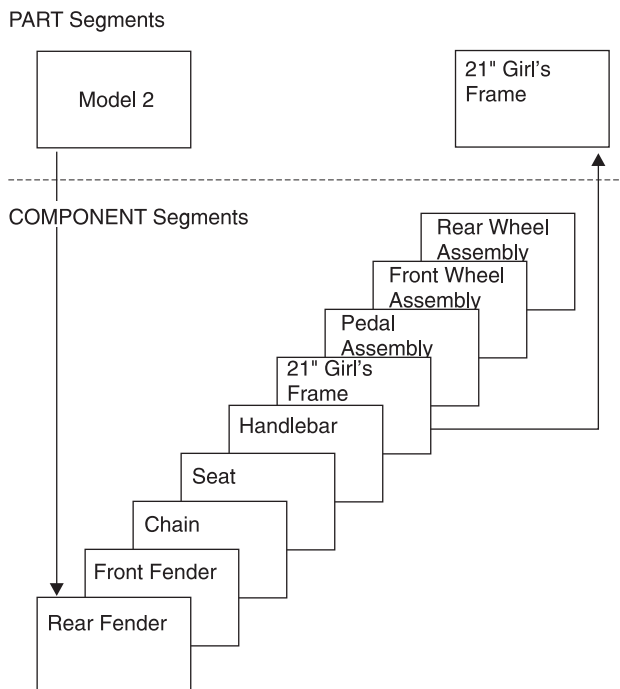 PART Segments
Model 2
21" Girl's
Frame
COMPONENT Segments
Rear Wheel
Assembly
Front Wheel
Assembly
Pedal
Assembly
21" Girl's
Frame
Handlebar
Seat
Chain
Front Fender
Rear Fender